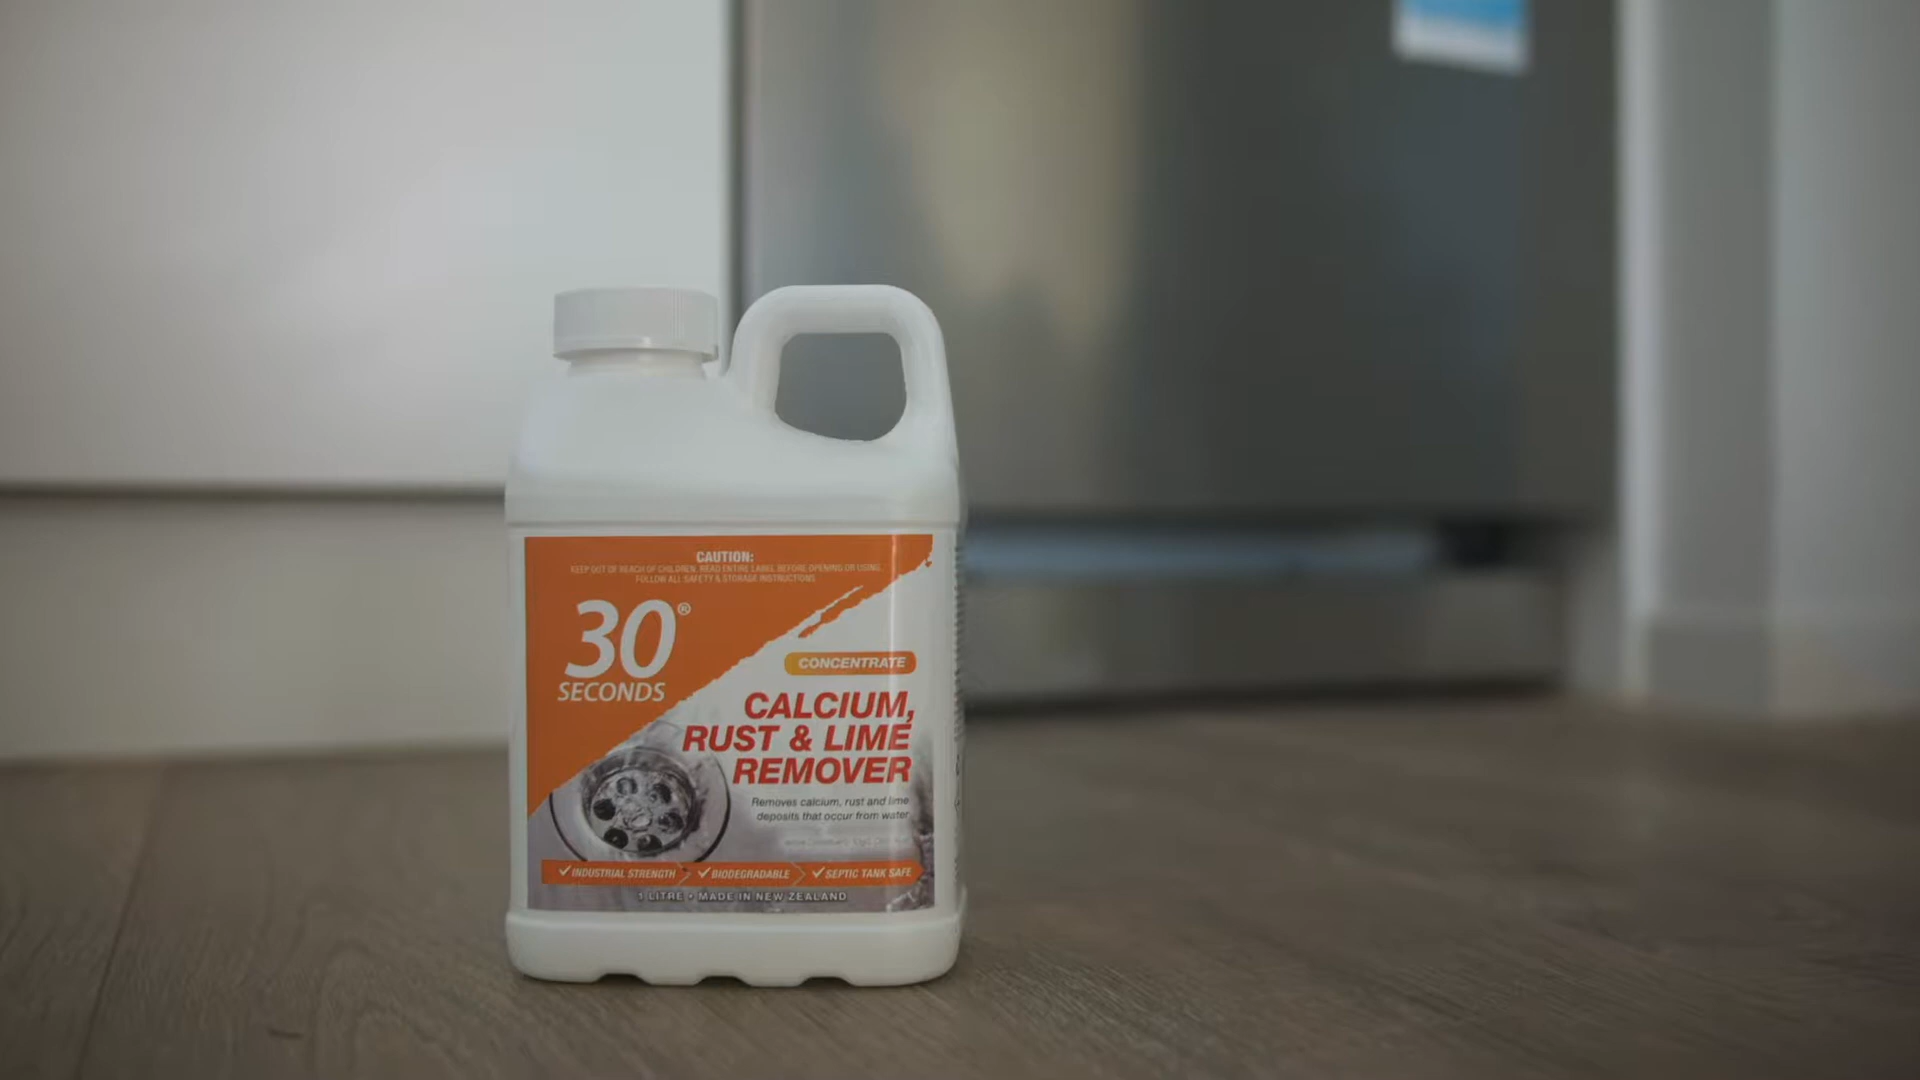 CAUTION:
KEEP OUT OF REACH OF CHILDREN. READ ENTIRE LABEL BEFORE OPENING OR USING.
FOLLOW ALL SAFETY & STORAGE INSTRUCTIONS
30®
SECONDS
CONCENTRATE
CALCIUM,
RUST & LIME
REMOVER
Removes calcium, rust and lime
deposits that occur from water
✓INDUSTRIAL STRENGTH ✓BIODEGRADABLE ✓SEPTIC TANK SAFE
1 LITRE • MADE IN NEW ZEALAND